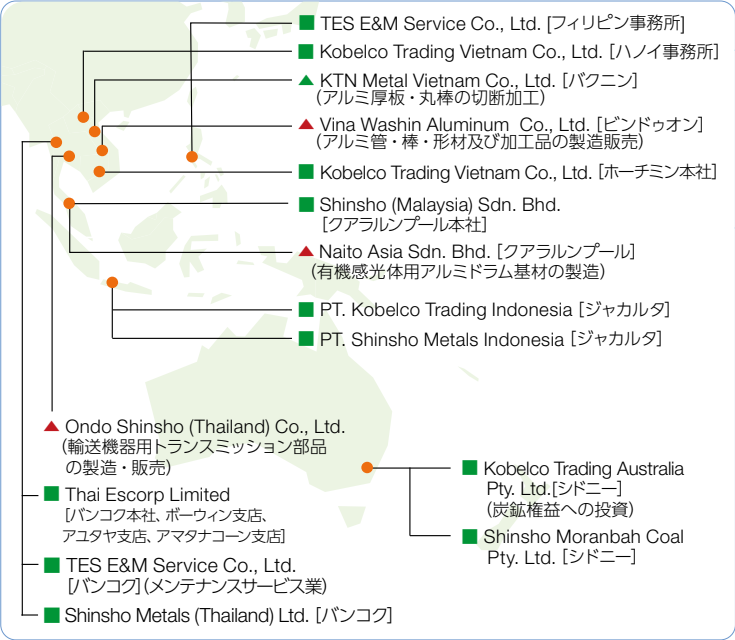 ■ TES E&M Service Co., Ltd. [フィリピン事務所]
■ Kobelco Trading Vietnam Co., Ltd. [ハノイ事務所]
▲ KTN Metal Vietnam Co., Ltd. [バクニン]
（アルミ厚板・丸棒の切断加工）
▲ Vina Washin Aluminum Co., Ltd. [ビンドゥオン]
（アルミ管・棒・形材及び加工品の製造販売）
■ Kobelco Trading Vietnam Co., Ltd. [ホーチミン本社]
■ Shinsho (Malaysia) Sdn. Bhd.
[クアラルンプール本社]
▲ Naito Asia Sdn. Bhd. [クアラルンプール]
（有機感光体用アルミドラム基材の製造）
■ PT. Kobelco Trading Indonesia [ジャカルタ]
■ PT. Shinsho Metals Indonesia [ジャカルタ]
▲ Ondo Shinsho (Thailand) Co., Ltd.
（輸送機器用トランスミッション部品
の製造・販売）
■ Thai Escorp Limited
[バンコク本社、ボーウィン支店、
アユタヤ支店、アマタナコーン支店]
■ TES E&M Service Co., Ltd.
[バンコク]（メンテナンスサービス業）
■ Shinsho Metals (Thailand) Ltd. [バンコク]
■ Kobelco Trading Australia
Pty. Ltd.[シドニー]
（炭鉱権益への投資）
■ Shinsho Moranbah Coal
Pty. Ltd. [シドニー]